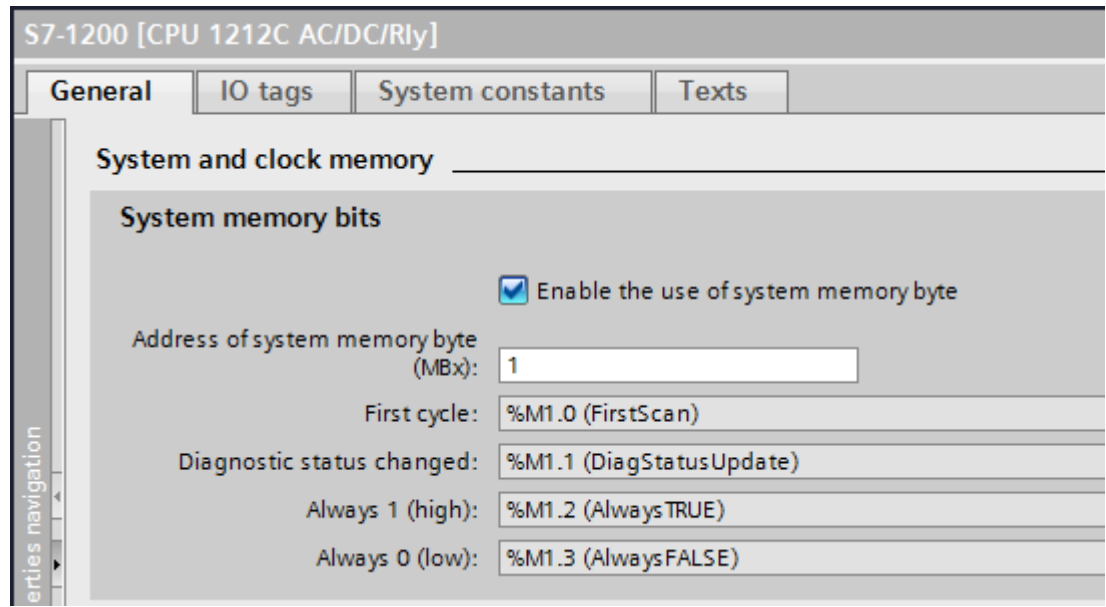 S7-1200 [CPU 1212C AC/DC/Rly]
General IO tags System constants Texts
System and clock memory
System memory bits
Enable the use of system memory byte
Address of system memory byte
(MBx): 1
First cycle: %M1.0 (FirstScan)
Diagnostic status changed: %M1.1 (DiagStatusUpdate)
Always 1 (high): %M1.2 (AlwaysTRUE)
Always 0 (low): %M1.3 (AlwaysFALSE)
erties navigation